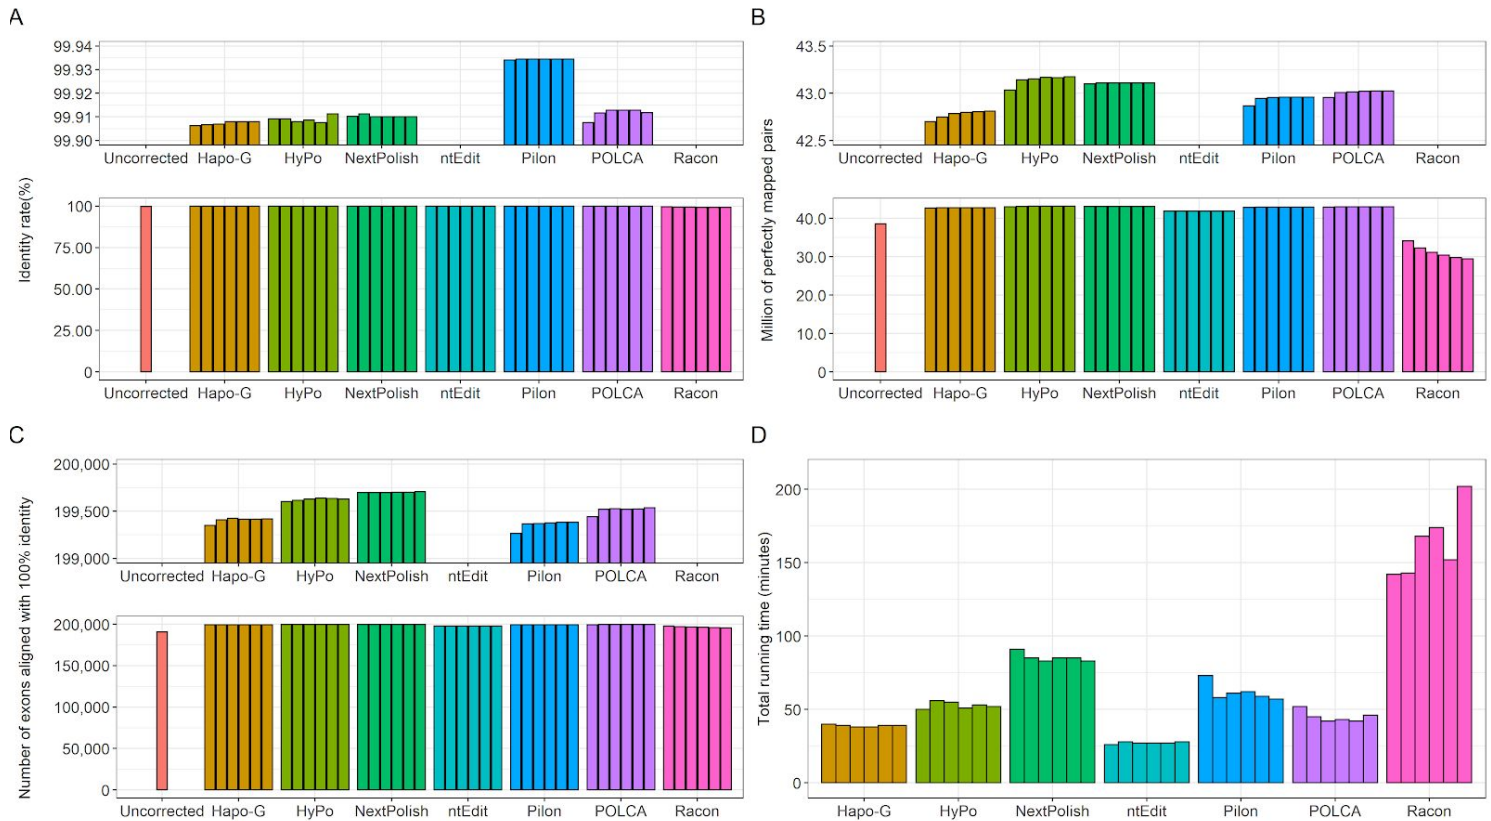 A
Identity rate(%)
99.94
99.93
99.92
99.91
99.90
Uncorrected Hapo-G HyPo NextPolish ntEdit Pilon POLCA Racon
100
75.00
50.00
25.00
0
Uncorrected Hapo-G HyPo NextPolish ntEdit Pilon POLCA Racon
B
Million of perfectly mapped pairs
43.5
43.0
42.5
Uncorrected Hapo-G HyPo NextPolish ntEdit Pilon POLCA Racon
40.0
30.0
20.0
10.0
0
Uncorrected Hapo-G HyPo NextPolish ntEdit Pilon POLCA Racon
C
Number of exons aligned with 100% identity
200,000
199,500
199,000
Uncorrected Hapo-G HyPo NextPolish ntEdit Pilon POLCA Racon
200,000
150,000
100,000
50,000
0
Uncorrected Hapo-G HyPo NextPolish ntEdit Pilon POLCA Racon
D
Total running time (minutes)
200
150
100
50
0
Hapo-G HyPo NextPolish ntEdit Pilon POLCA Racon